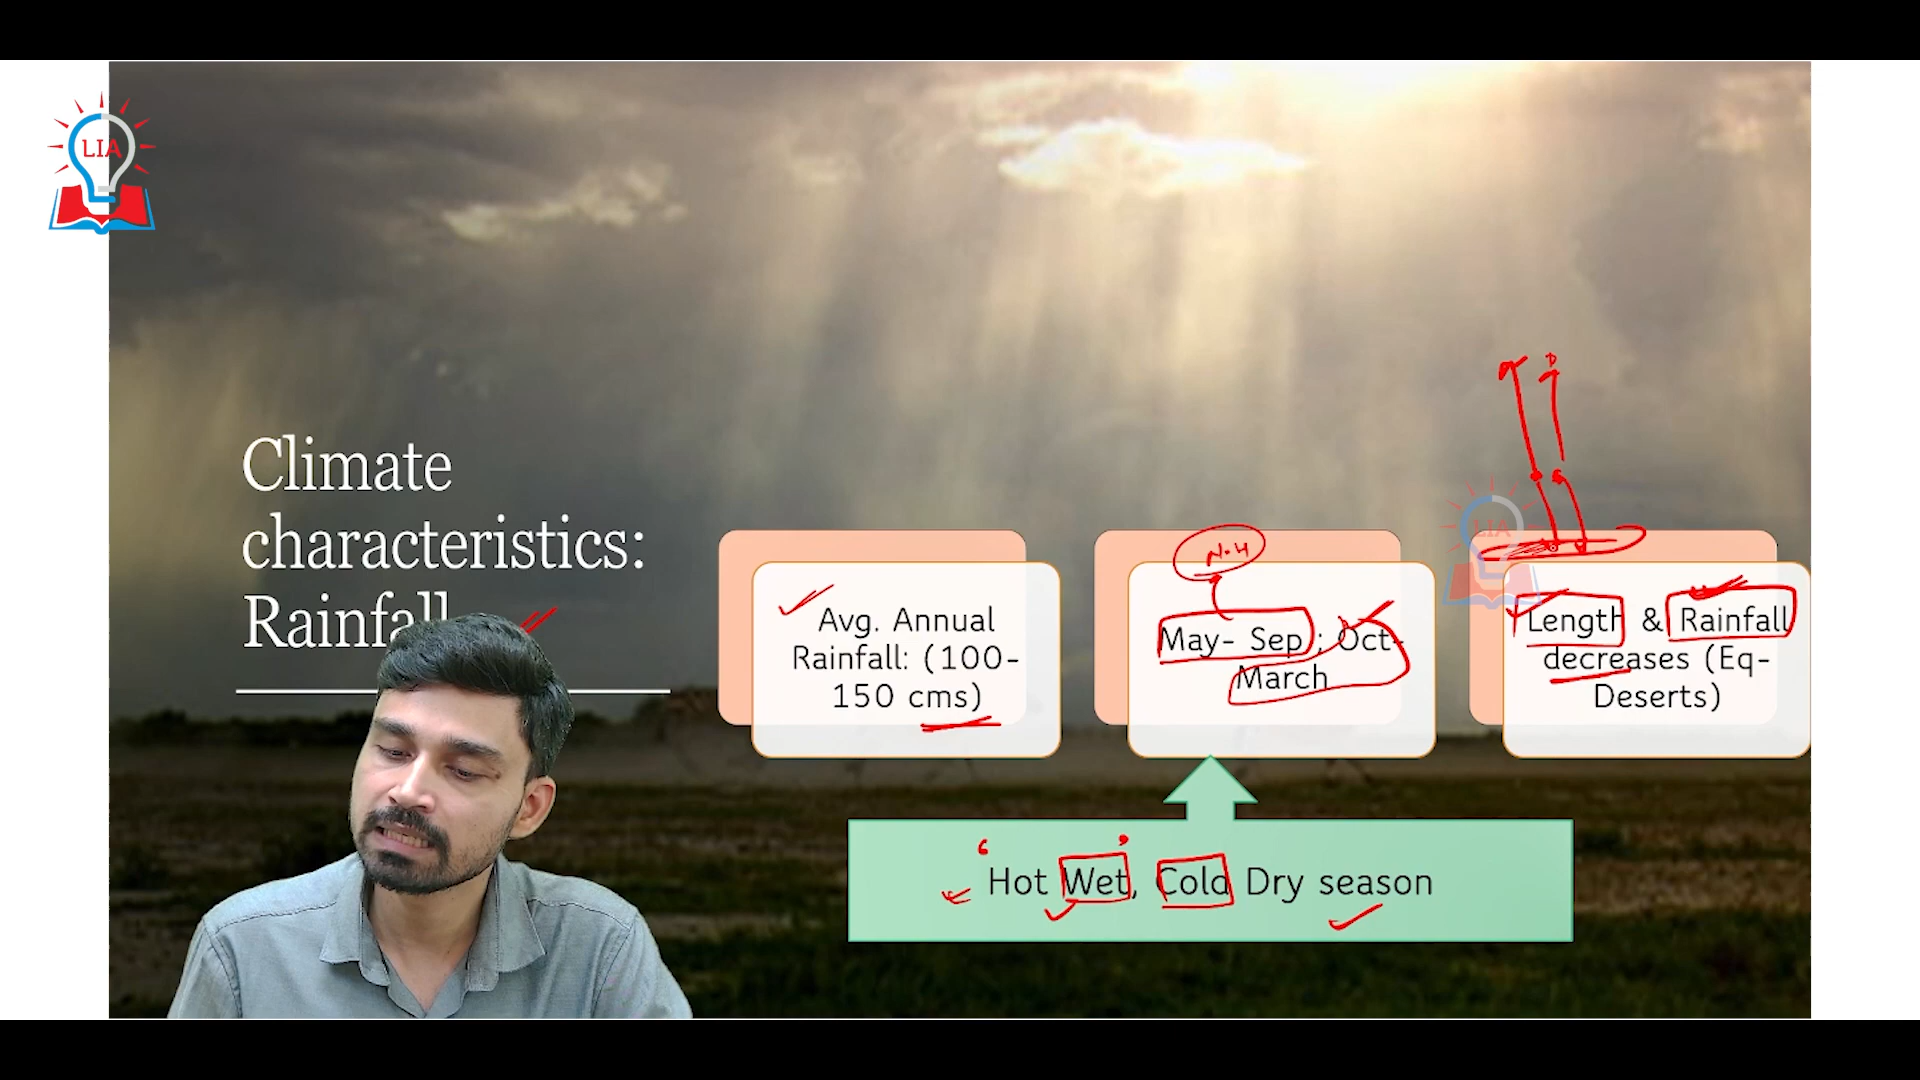 LIA
Climate
characteristics:
Rainfall
Avg. Annual
Rainfall: (100-
150 cms)
N.H
May- Sep ; Oct-
March
LIA
Length & Rainfall
decreases (Eq-
Deserts)
Hot Wet, Cold Dry season